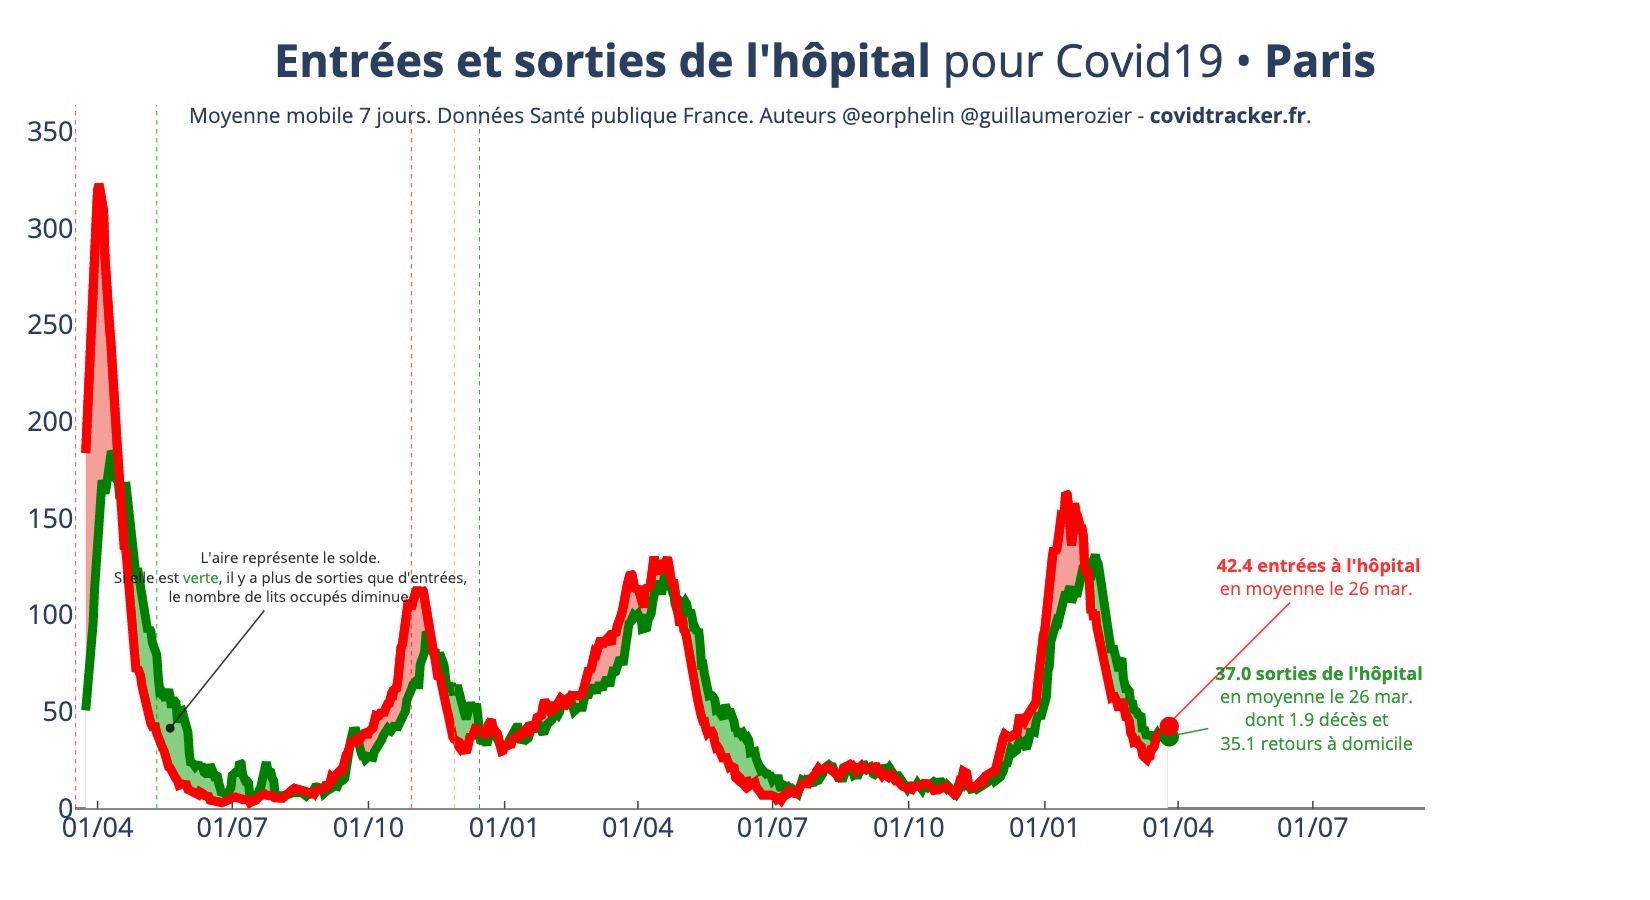 Entrées et sorties de l'hôpital pour Covid19 • Paris
Moyenne mobile 7 jours. Données Santé publique France. Auteurs @eorphelin @guillaumerozier - covidtracker.fr.
350
300
250
200
150
100
50
0
L'aire représente le solde.
Si elle est verte, il y a plus de sorties que d'entrées,
le nombre de lits occupés diminue.
42.4 entrées à l'hôpital
en moyenne le 26 mar.
37.0 sorties de l'hôpital
en moyenne le 26 mar.
dont 1.9 décès et
35.1 retours à domicile
01/04 01/07 01/10 01/01 01/04 01/07 01/10 01/01 01/04 01/07